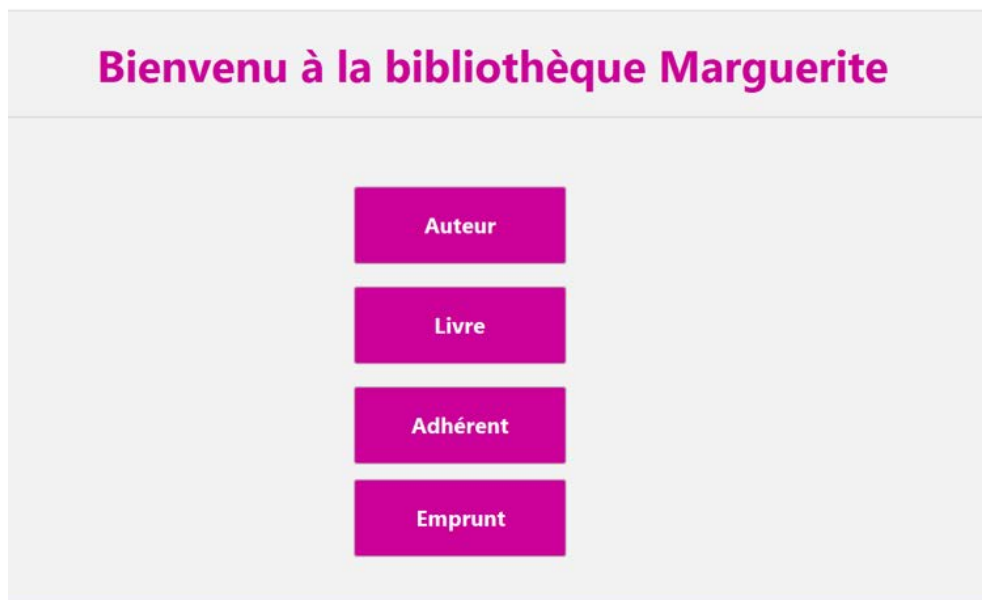 Bienvenu à la bibliothèque Marguerite
Auteur
Livre
Adhérent
Emprunt